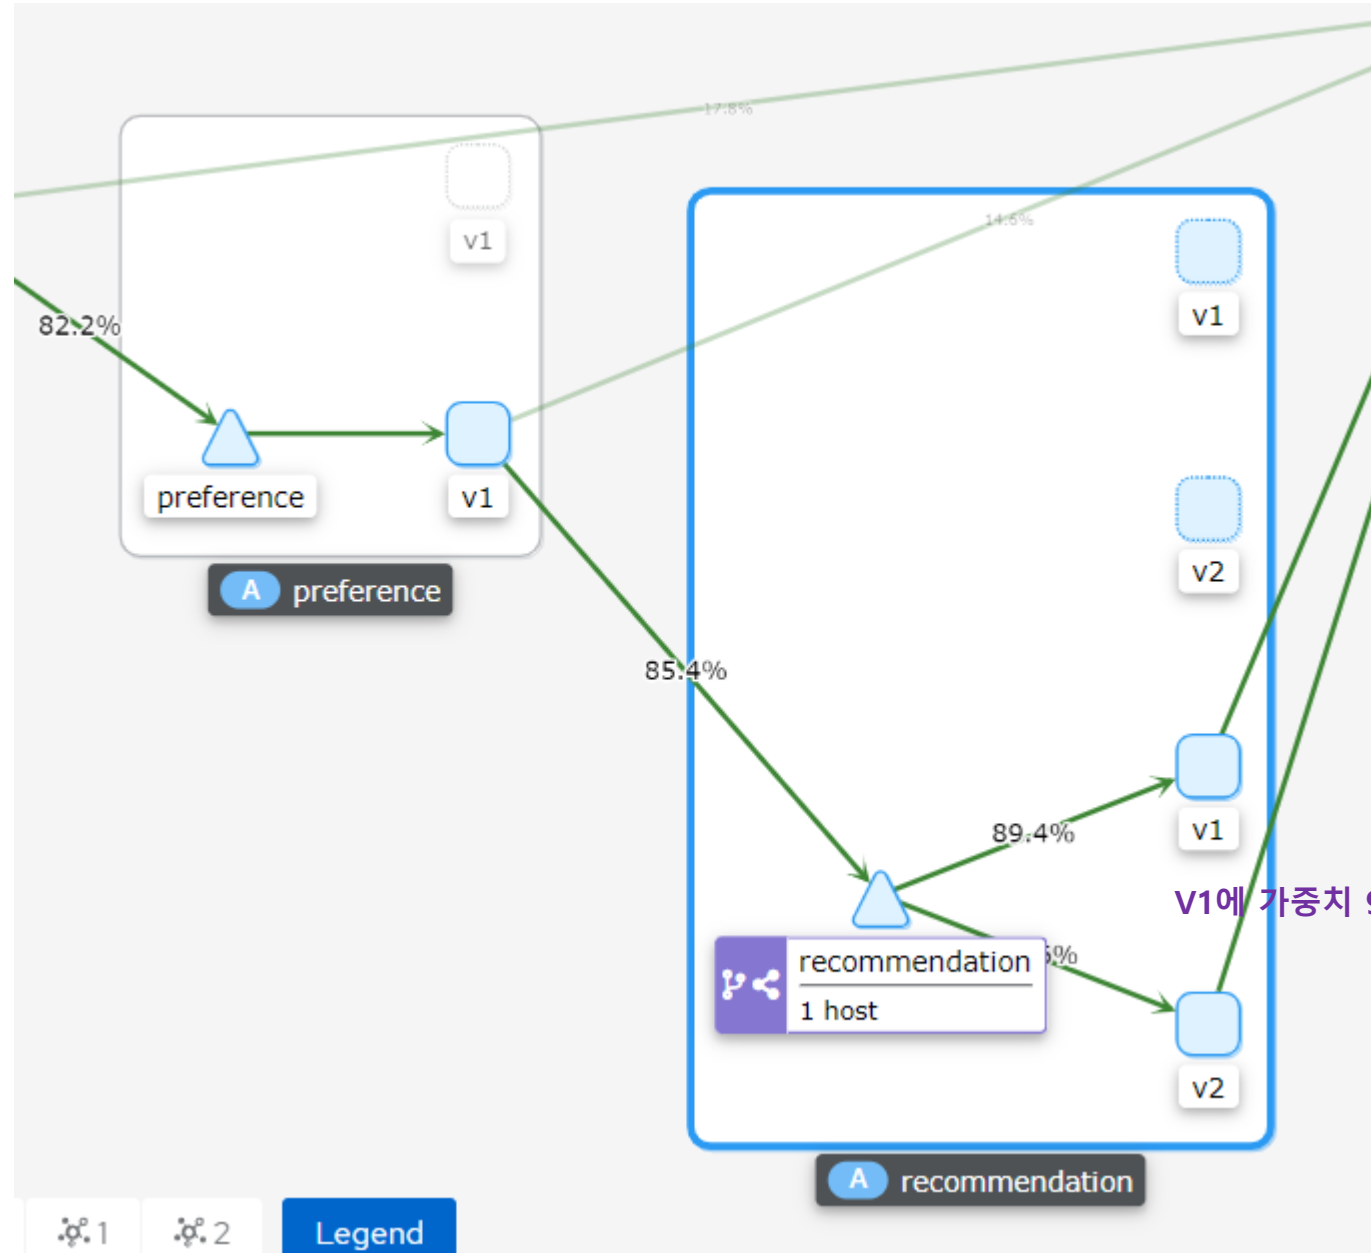 17.8%
14.6%
v1
v1
82.2%
preference
v1
v2
A preference
85.4%
89.4%
v1
V1에 가중치
recommendation
1 host
v2
A recommendation
1
2
Legend